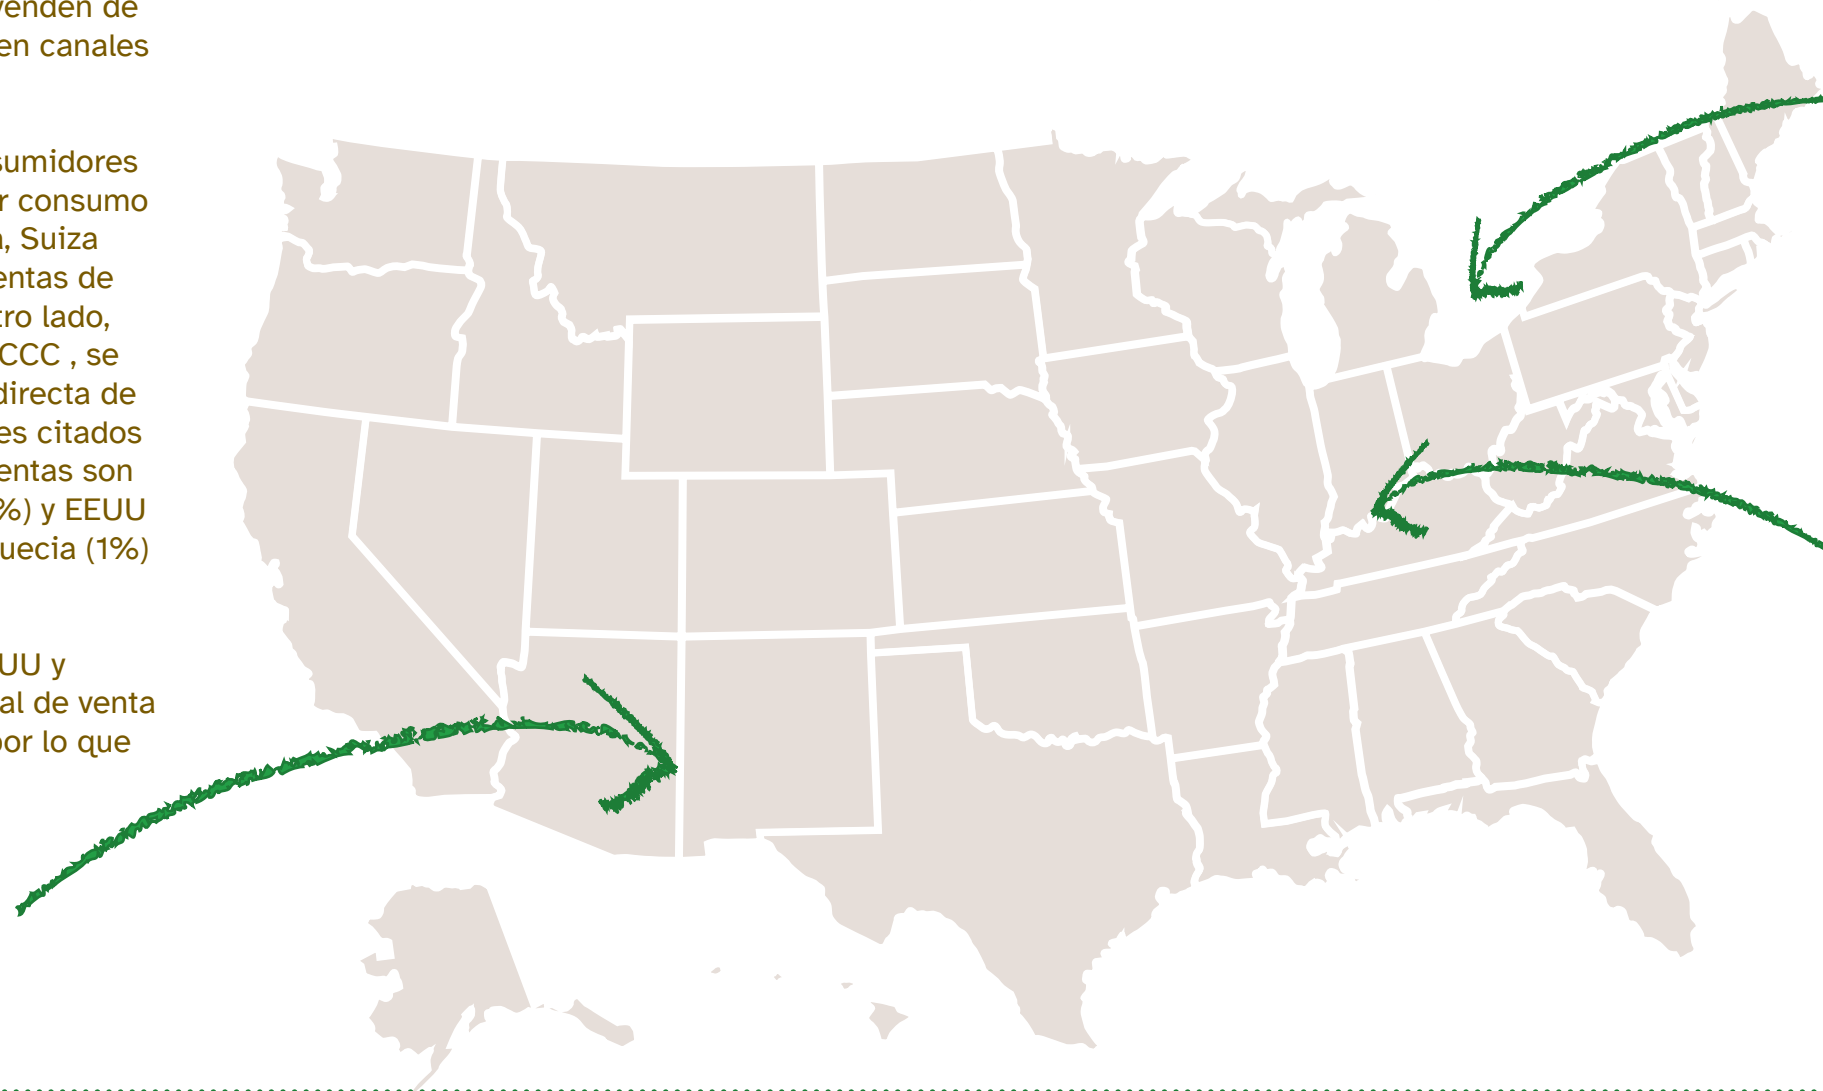 venden de
en canales
sumidores
r consumo
, Suiza
entas de
tro lado,
CCC , se
directa de
es citados
entas son
%) y EEUU
uecia (1%)
UU y
al de venta
por lo que